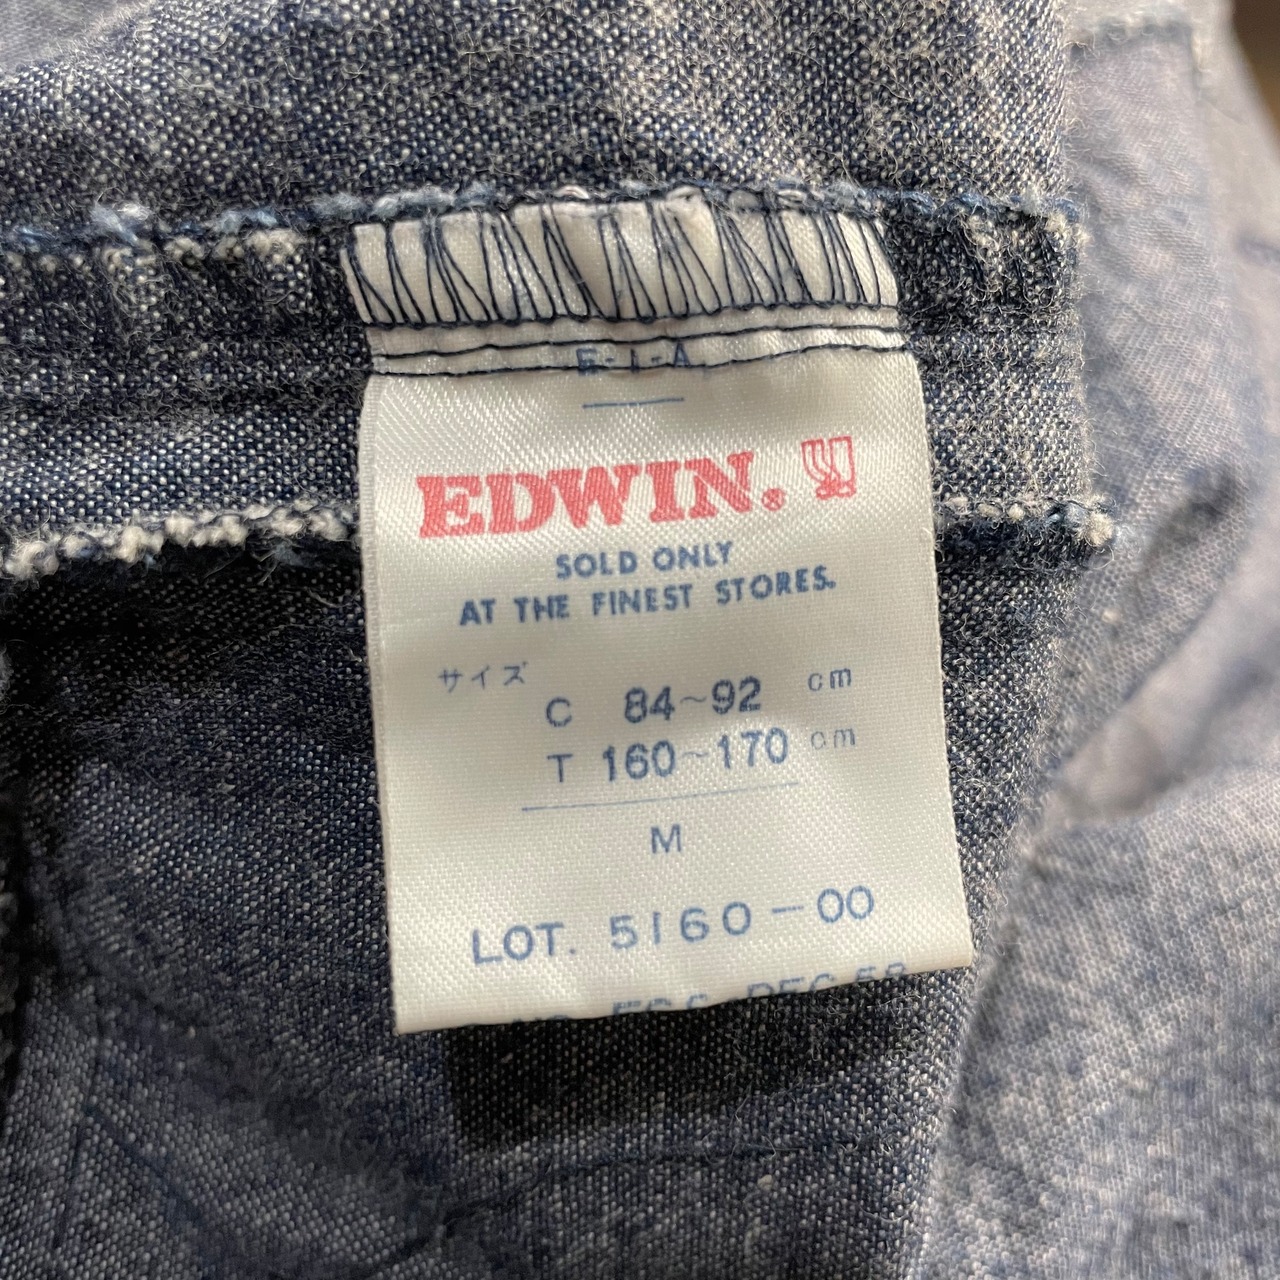 E-1-A
EDWIN.
SOLD ONLY
AT THE FINEST STORES.
サイズ
C 84~92 cm
T 160~170 cm
M
LOT. 5160-00